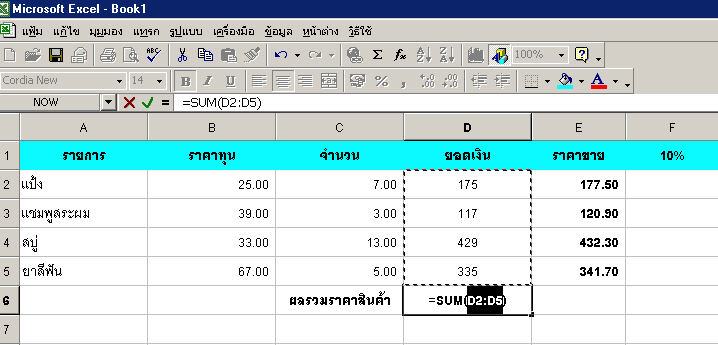 Microsoft Excel - Book1
แฟ้ม แก้ไข มุมมอง แทรก รูปแบบ เครื่องมือ ข้อมูล หน้าต่าง วิธีใช้
100%
Cordia New 14 B I U
NOW =SUM(D2:D5)
A B C D E F
1 รายการ ราคาทุน จำนวน ยอดเงิน ราคาขาย 10%
2 แป้ง 25.00 7.00 175 177.50
3 แชมพูสระผม 39.00 3.00 117 120.90
4 สบู่ 33.00 13.00 429 432.30
5 ยาสีฟัน 67.00 5.00 335 341.70
6 ผลรวมราคาสินค้า =SUM(D2:D5)
7